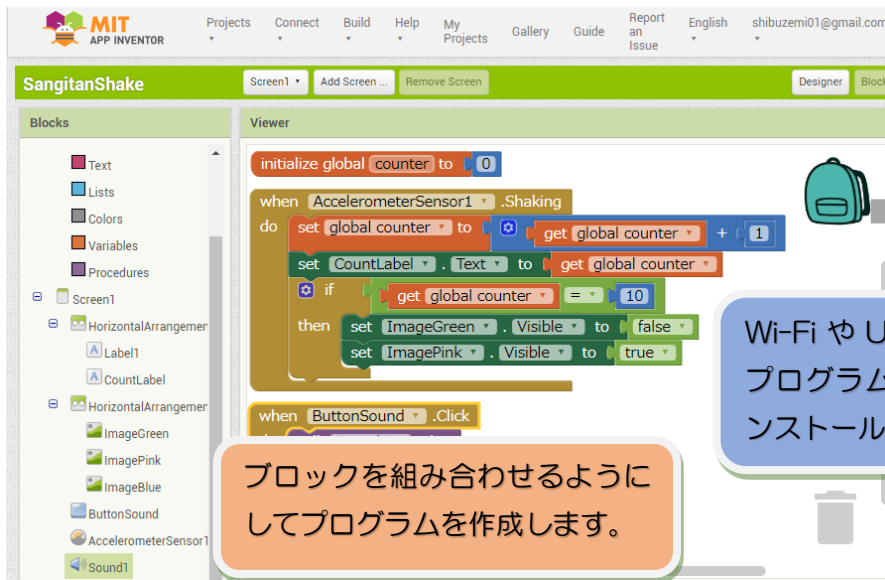 MIT
APP INVENTOR
Projects
Connect
Build
Help
My
Projects
Gallery
Guide
Report
an
Issue
English
shibuzemi01@gmail.com
SangitanShake
Screen1
Add Screen ...
Remove Screen
Designer
Block
Blocks
Viewer
Text
Lists
Colors
Variables
Procedures
Screen1
HorizontalArrangemer
Label1
CountLabel
HorizontalArrangemer
ImageGreen
ImagePink
ImageBlue
ButtonSound
AccelerometerSensor1
Sound1
initialize global counter to 0
when AccelerometerSensor1 .Shaking
do set global counter to get global counter + 1
set CountLabel . Text to get global counter
if get global counter = 10
then set ImageGreen . Visible to false
set ImagePink . Visible to true
when ButtonSound .Click
ブロックを組み合わせるように
してプログラムを作成します。
Wi-Fi や U
プログラム
ンストール